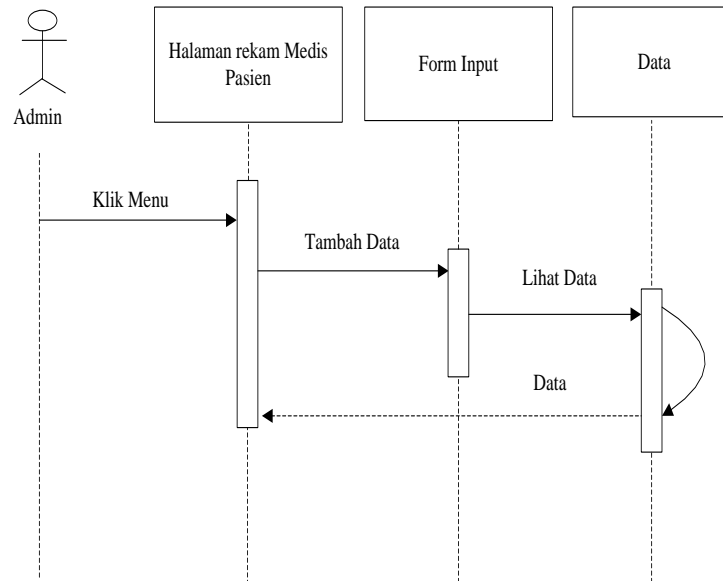 Halaman rekam Medis
Pasien
Form Input
Data
Admin
Klik Menu
Tambah Data
Lihat Data
Data